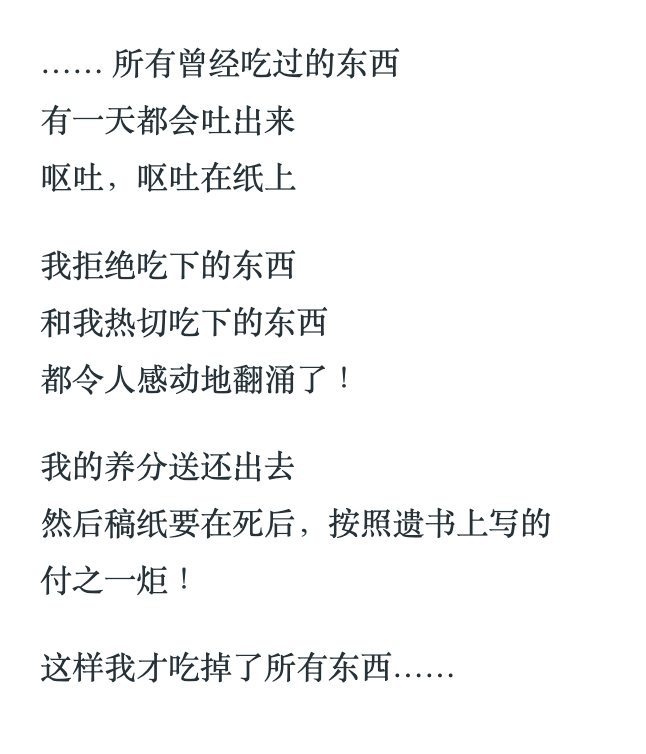 …… 所有曾经吃过的东西
有一天都会吐出来
呕吐，呕吐在纸上
我拒绝吃下的东西
和我热切吃下的东西
都令人感动地翻涌了！
我的养分送还出去
然后稿纸要在死后，按照遗书上写的
付之一炬！
这样我才吃掉了所有东西……